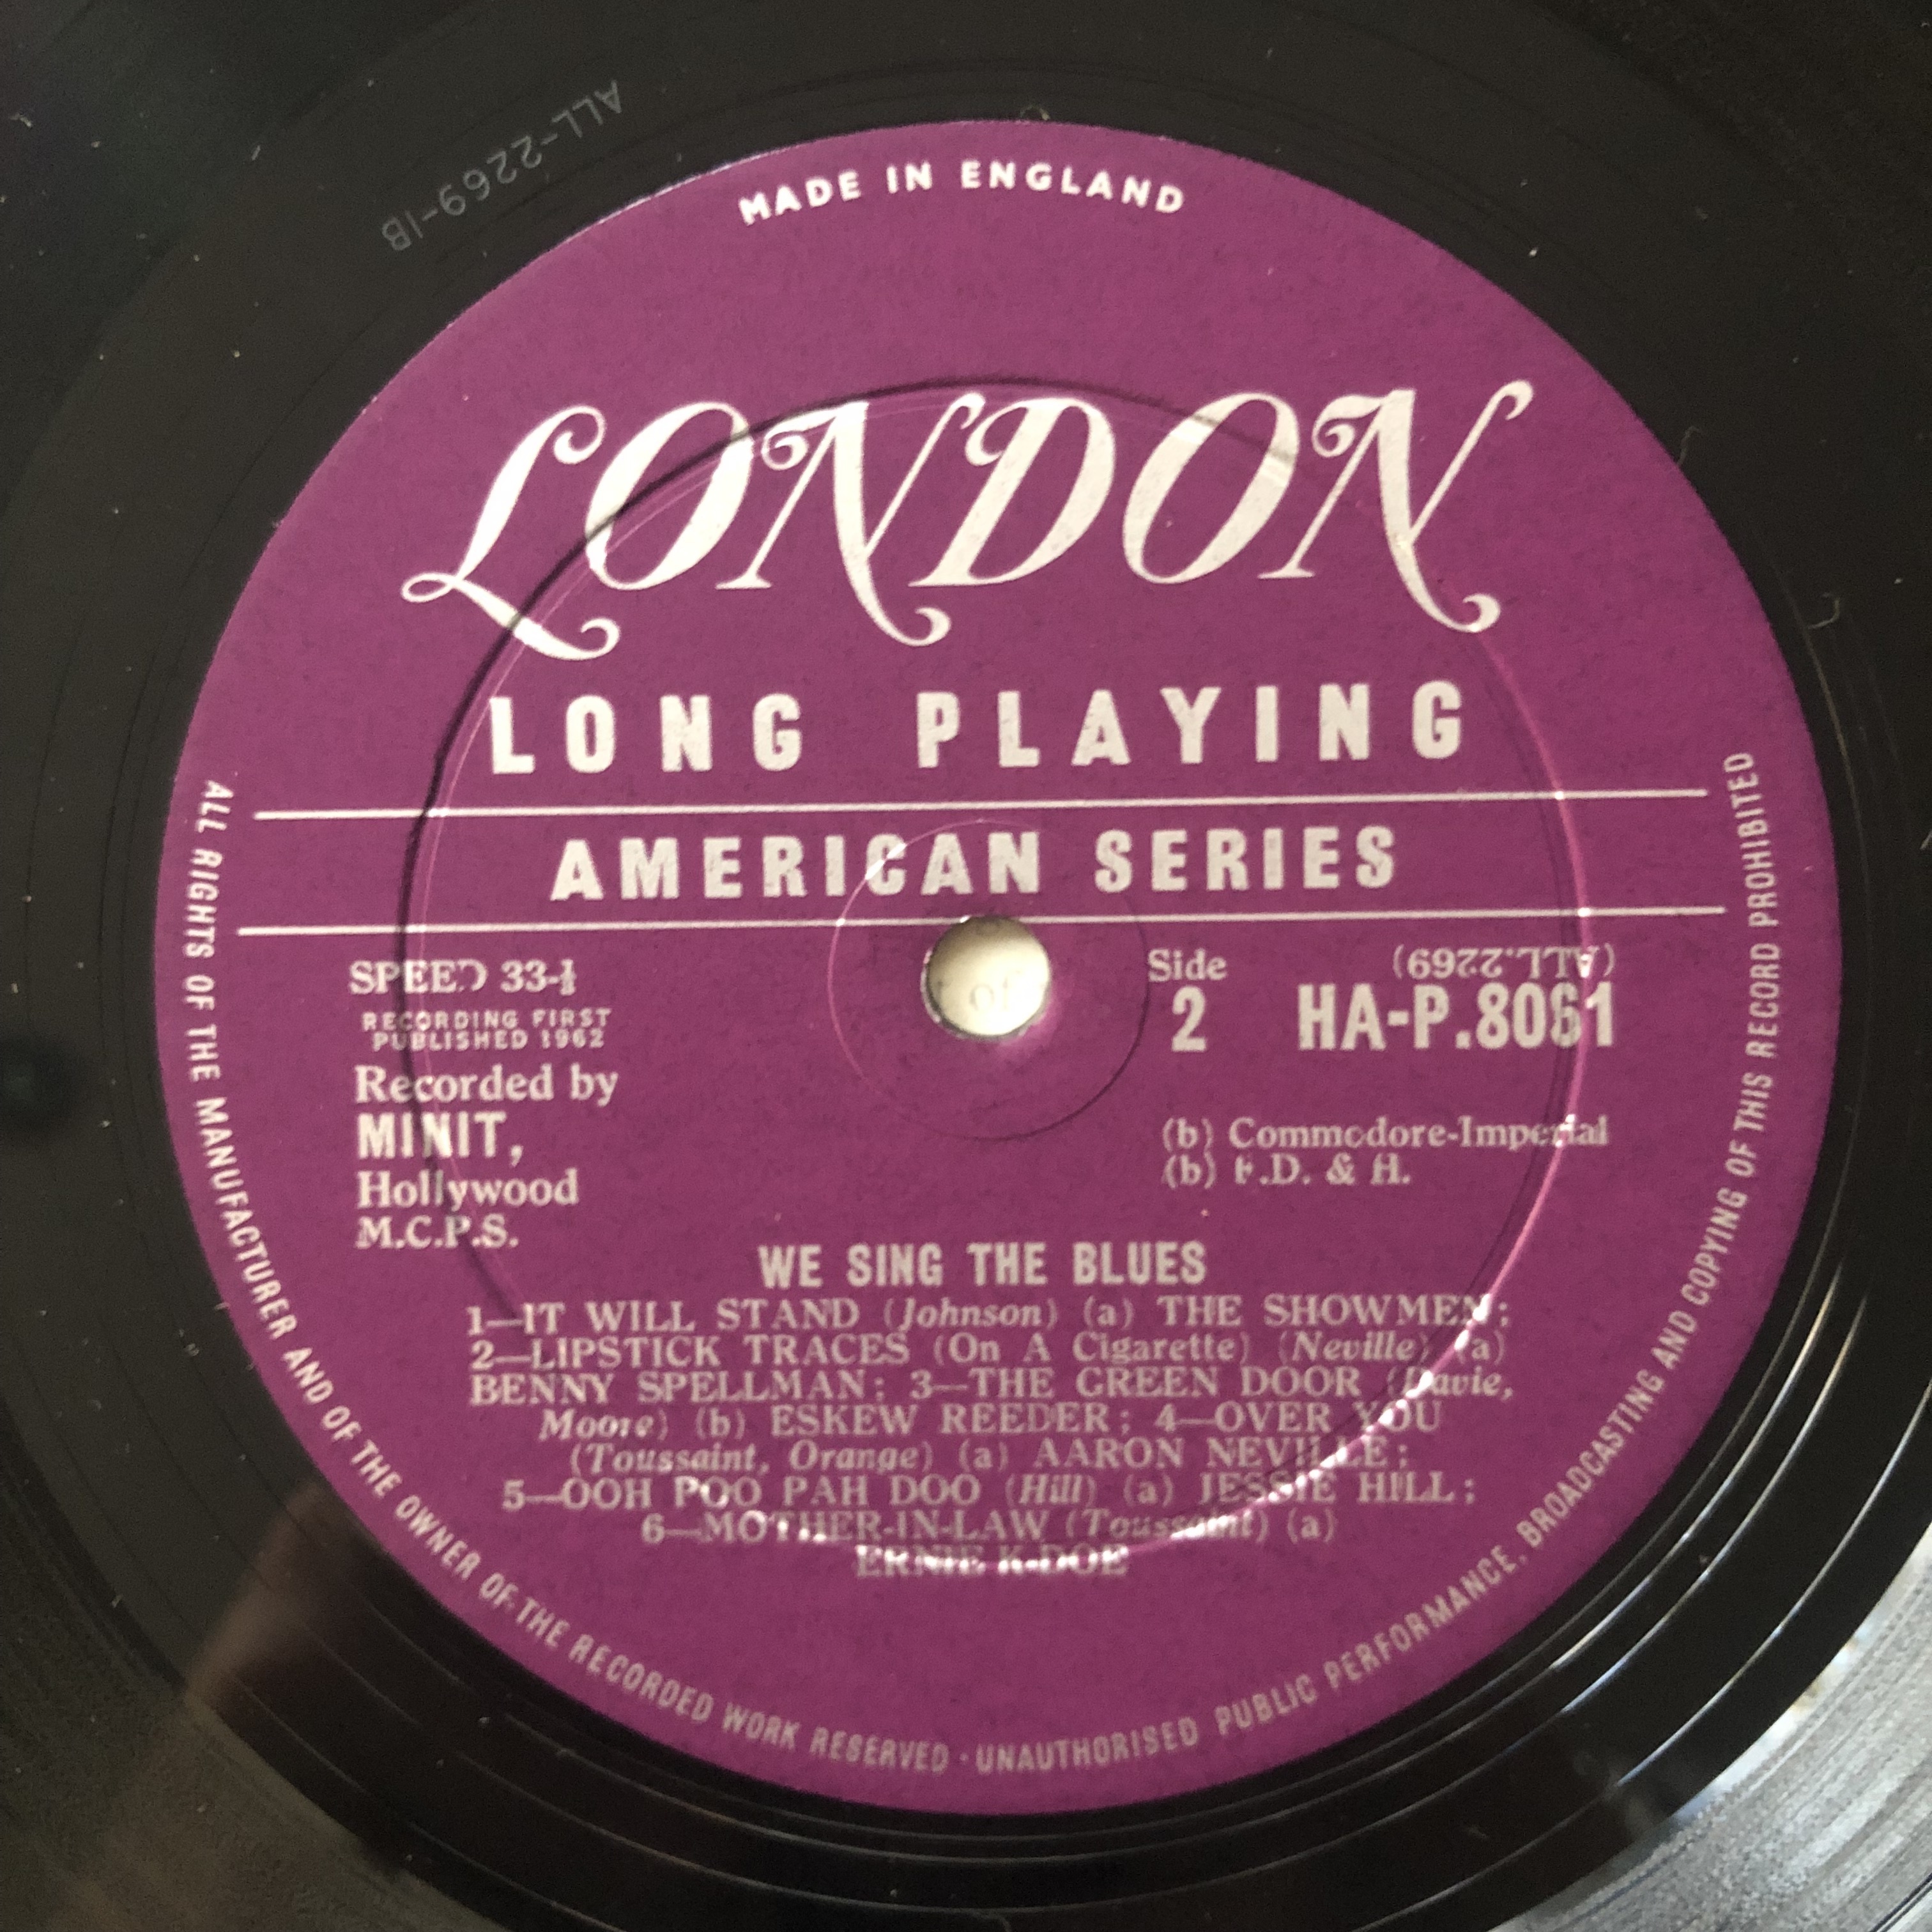 ALL-2269-1B
MADE IN ENGLAND
LONDON
LONG PLAYING
AMERICAN SERIES
SPEED 33-⅓
RECORDING FIRST
PUBLISHED 1962
Recorded by
MINIT,
Hollywood
M.C.P.S.
Side
2
(ALL.2269)
HA-P.8061
(b) Commodore-Imperial
(b) F.D. & H.
WE SING THE BLUES
1—IT WILL STAND (Johnson) (a) THE SHOWMEN;
2—LIPSTICK TRACES (On A Cigarette) (Neville) (a)
BENNY SPELLMAN; 3—THE GREEN DOOR (Davie,
Moore) (b) ESKEW REEDER; 4—OVER YOU
(Toussaint, Orange) (a) AARON NEVILLE;
5—OOH POO PAH DOO (Hill) (a) JESSIE HILL;
6—MOTHER-IN-LAW (Toussaint) (a)
ERNIE K-DOE
ALL RIGHTS OF THE MANUFACTURER AND OF THE OWNER OF THE RECORDED WORK RESERVED · UNAUTHORISED PUBLIC PERFORMANCE, BROADCASTING AND COPYING OF THIS RECORD PROHIBITED